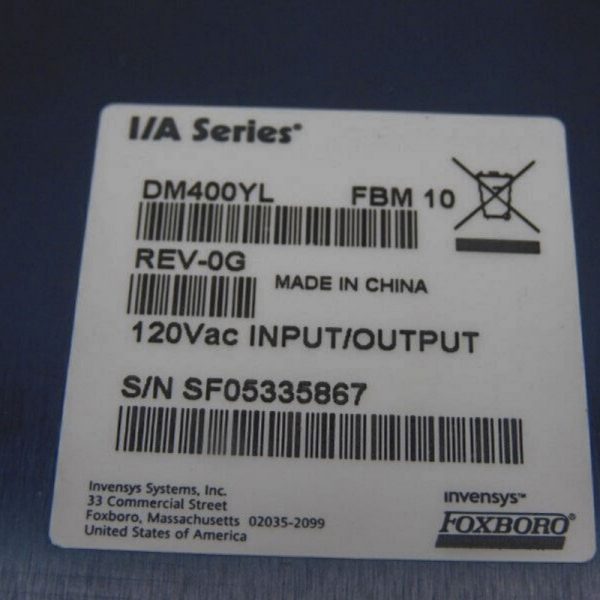 I/A Series®
DM400YL FBM 10
REV-0G
MADE IN CHINA
120Vac INPUT/OUTPUT
S/N SF05335867
Invensys Systems, Inc.
33 Commercial Street
Foxboro, Massachusetts 02035-2099
United States of America
invensys™
FOXBORO®